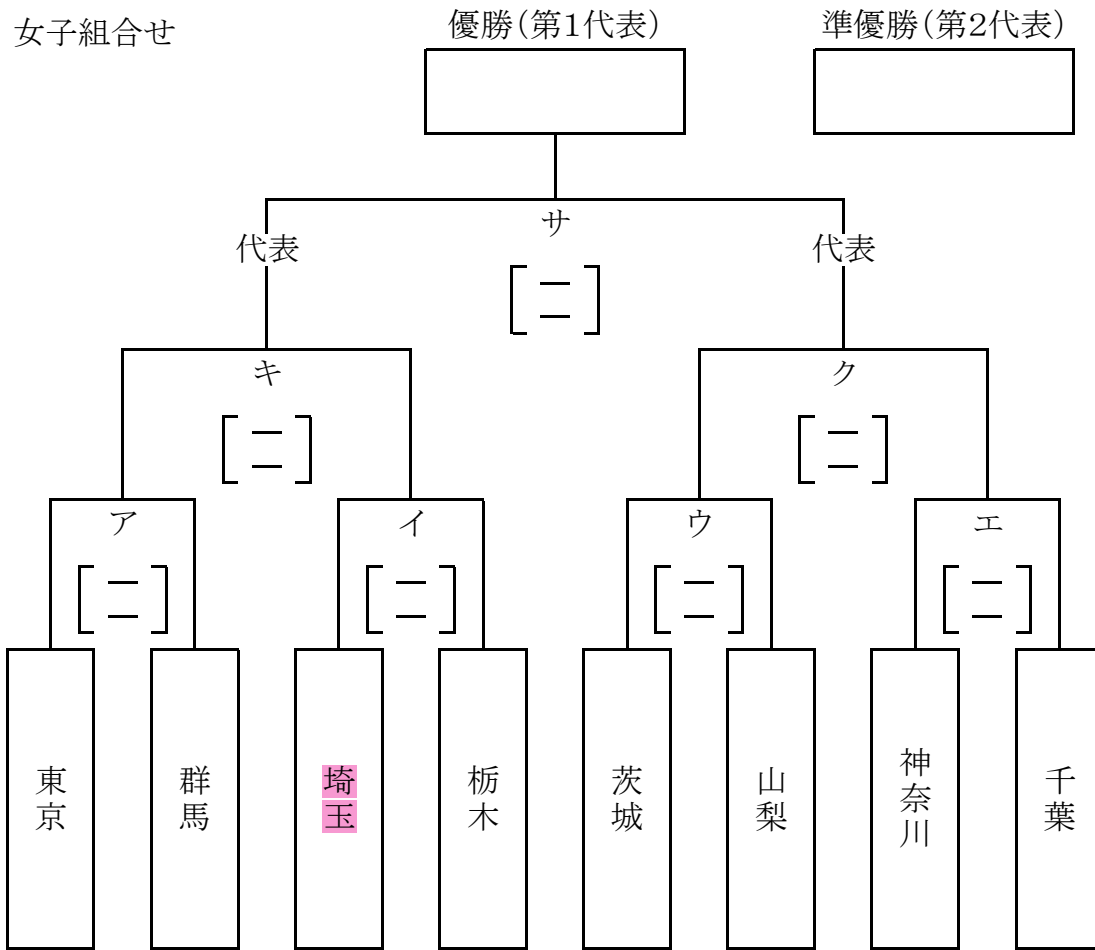 女子組合せ
優勝(第1代表)
準優勝(第2代表)
サ
代表
代表
キ
ク
ア
イ
ウ
エ
東京
群馬
埼玉
栃木
茨城
山梨
神奈川
千葉